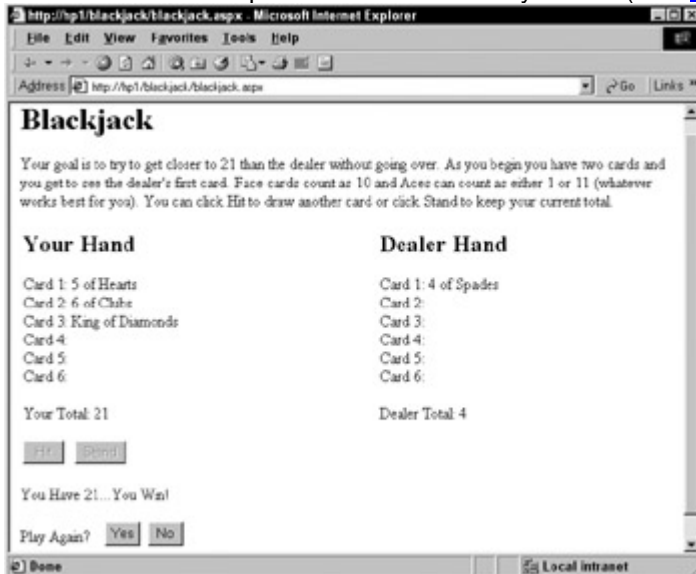 http://hp1/blackjack/blackjack.aspx - Microsoft Internet Explorer
File Edit View Favorites Tools Help
Address http://hp1/blackjack/blackjack.aspx Go Links »
Blackjack
Your goal is to try to get closer to 21 than the dealer without going over. As you begin you have two cards and
you get to see the dealer's first card. Face cards count as 10 and Aces can count as either 1 or 11 (whatever
works best for you). You can click Hit to draw another card or click Stand to keep your current total.
Your Hand Dealer Hand
Card 1: 5 of Hearts Card 1: 4 of Spades
Card 2: 6 of Clubs Card 2:
Card 3: King of Diamonds Card 3:
Card 4: Card 4:
Card 5: Card 5:
Card 6: Card 6:
Your Total: 21 Dealer Total: 4
Hit Stand
You Have 21...You Win!
Play Again? Yes No
Done Local intranet